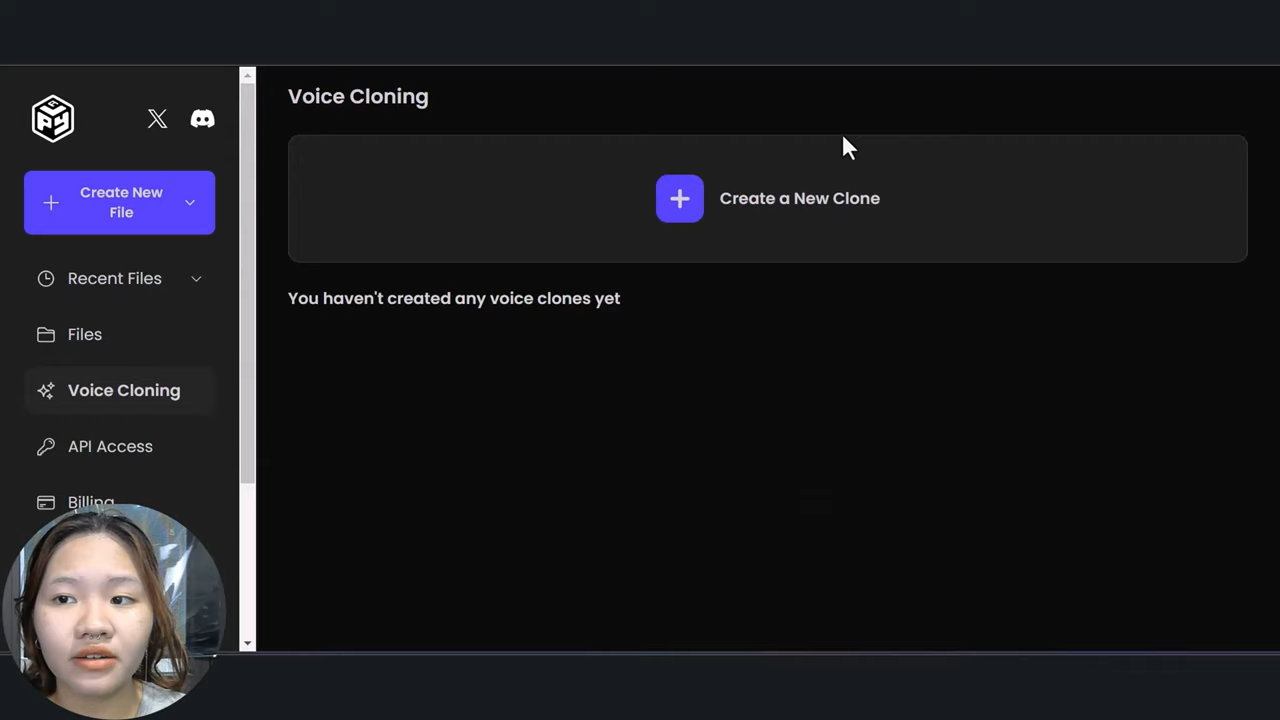 Voice Cloning
Create New
File
Create a New Clone
Recent Files
You haven't created any voice clones yet
Files
Voice Cloning
API Access
Billing